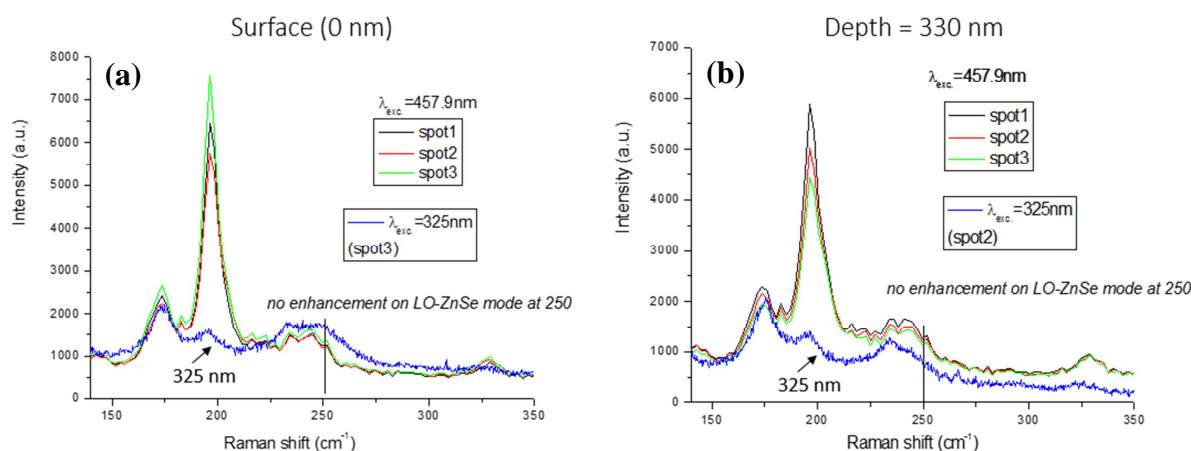 Surface (0 nm)
(a)
λexc.=457.9nm
spot1
spot2
spot3
λexc.=325nm
(spot3)
no enhancement on LO-ZnSe mode at 250
325 nm
8000
7000
6000
5000
4000
3000
2000
1000
0
150 200 250 300 350
Intensity (a.u.)
Raman shift (cm-1)
Depth = 330 nm
(b)
λexc.=457.9nm
spot1
spot2
spot3
λexc.=325nm
(spot2)
no enhancement on LO-ZnSe mode at 250
325 nm
7000
6000
5000
4000
3000
2000
1000
0
150 200 250 300 350
Intensity (a.u.)
Raman shift (cm-1)